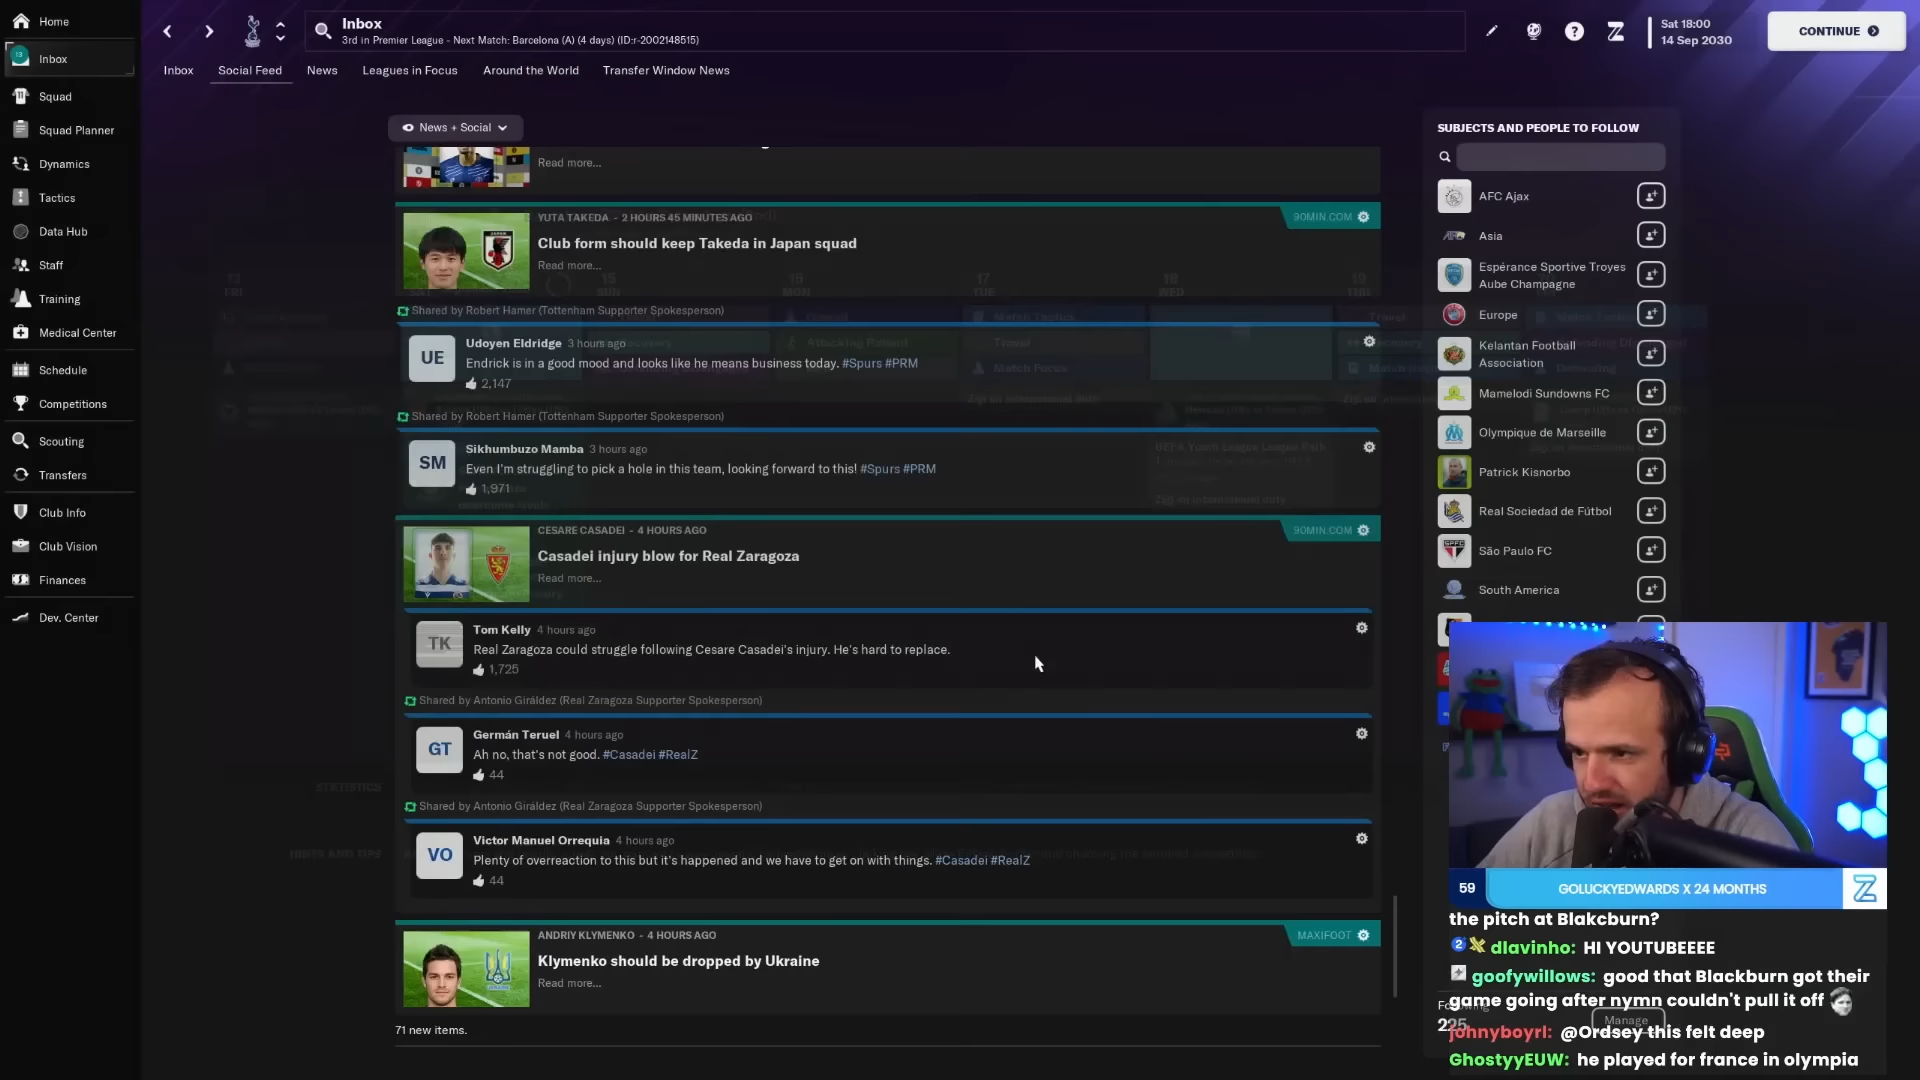 Home
Inbox
Squad
Squad Planner
Dynamics
Tactics
Data Hub
Staff
Training
Medical Center
Schedule
Competitions
Scouting
Transfers
Club Info
Club Vision
Finances
Dev. Center
Inbox
3rd in Premier League - Next Match: Barcelona (A) (4 days) (ID:r-2002148515)
Sat 18:00
14 Sep 2030
CONTINUE
Inbox
Social Feed
News
Leagues in Focus
Around the World
Transfer Window News
News + Social
Read more...
YUTA TAKEDA - 2 HOURS 45 MINUTES AGO
90MIN.COM
Club form should keep Takeda in Japan squad
Read more...
Shared by Robert Hamer (Tottenham Supporter Spokesperson)
UE
Udoyen Eldridge 3 hours ago
Endrick is in a good mood and looks like he means business today. #Spurs #PRM
2,147
Shared by Robert Hamer (Tottenham Supporter Spokesperson)
SM
Sikhumbuzo Mamba 3 hours ago
Even I'm struggling to pick a hole in this team, looking forward to this! #Spurs #PRM
1,971
CESARE CASADEI - 4 HOURS AGO
90MIN.COM
Casadei injury blow for Real Zaragoza
Read more...
TK
Tom Kelly 4 hours ago
Real Zaragoza could struggle following Cesare Casadei's injury. He's hard to replace.
1,725
Shared by Antonio Giráldez (Real Zaragoza Supporter Spokesperson)
GT
Germán Teruel 4 hours ago
Ah no, that's not good. #Casadei #RealZ
44
Shared by Antonio Giráldez (Real Zaragoza Supporter Spokesperson)
VO
Victor Manuel Orrequia 4 hours ago
Plenty of overreaction to this but it's happened and we have to get on with things. #Casadei #RealZ
44
ANDRIY KLYMENKO - 4 HOURS AGO
MAXIFOOT
Klymenko should be dropped by Ukraine
Read more...
71 new items.
SUBJECTS AND PEOPLE TO FOLLOW
AFC Ajax
Asia
Espérance Sportive Troyes
Aube Champagne
Europe
Kelantan Football
Association
Mamelodi Sundowns FC
Olympique de Marseille
Patrick Kisnorbo
Real Sociedad de Fútbol
São Paulo FC
South America
59
GOLUCKYEDWARDS X 24 MONTHS
the pitch at Blakcburn?
dlavinho: HI YOUTUBEEEE
goofywillows: good that Blackburn got their
game going after nymn couldn't pull it off
225
Manage
johnyboyrl: @Ordsey this felt deep
GhostyyEUW: he played for france in olympia